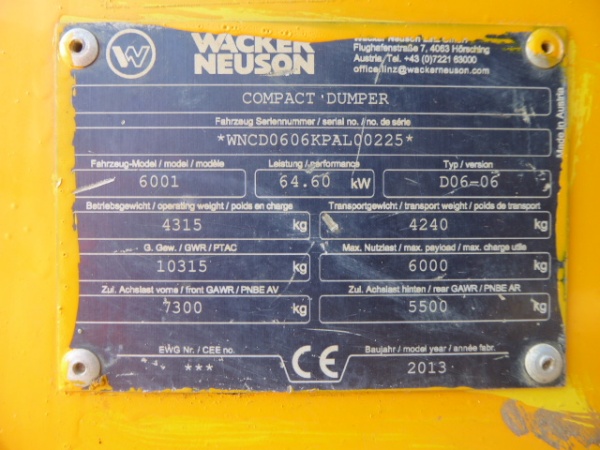 WACKER
NEUSON
Wacker Neuson Linz GmbH
Flughafenstraße 7, 4063 Hörsching
Austria/Tel. +43 (0)7221 63000
office.linz@wackerneuson.com
COMPACT DUMPER
Fahrzeug Seriennummer / serial no. / no. de série
*WNCD0606KPAL00225*
Fahrzeug-Model / model / modèle
Leistung / performance
Typ / version
6001
64.60 kW
D06-06
Betriebsgewicht / operating weight / poids en charge
Transportgewicht / transport weight / poids de transport
4315 kg
4240 kg
G. Gew. / GWR / PTAC
Max. Nutzlast / max. payload / max. charge utile
10315 kg
6000 kg
Zul. Achslast vorne / front GAWR / PNBE AV
Zul. Achslast hinten / rear GAWR / PNBE AR
7300 kg
5500 kg
EWG Nr. / CEE no.
Baujahr / model year / année fabr.
***
CE
2013
Made in Austria